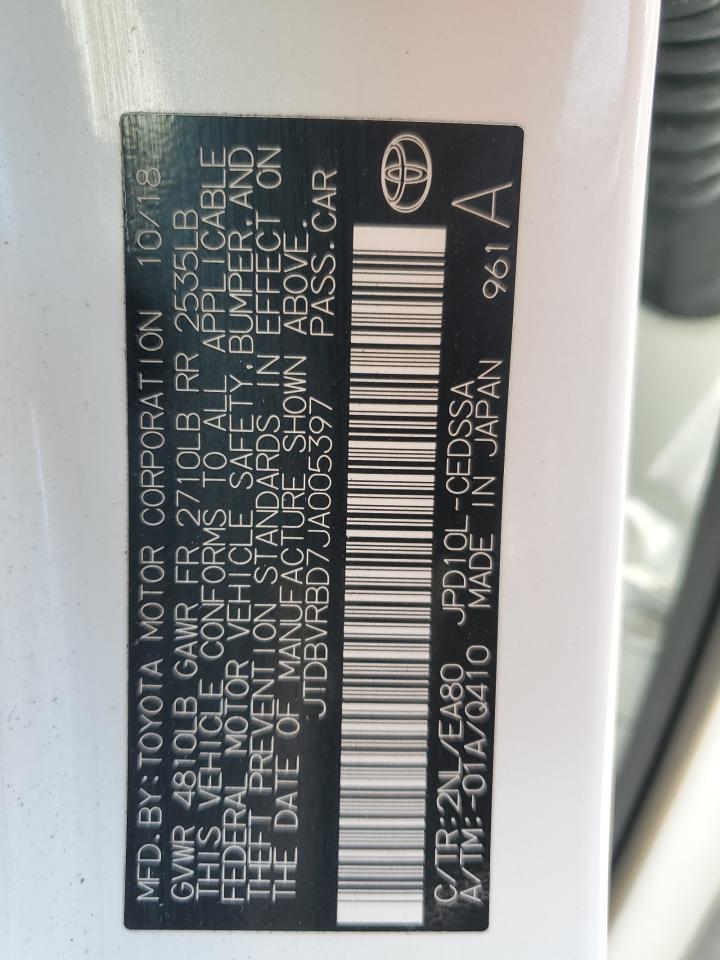 MFD.BY:TOYOTA MOTOR CORPORATION 10/18
GVWR 4810LB GAWR FR 2710LB RR 2535LB
THIS VEHICLE CONFORMS TO ALL APPLICABLE
FEDERAL MOTOR VEHICLE SAFETY,BUMPER,AND
THEFT PREVENTION STANDARDS IN EFFECT ON
THE DATE OF MANUFACTURE SHOWN ABOVE.
JTDBVRBD7JA005397 PASS.CAR
C/TR:2NL/EA80 JPD10L-CEDSSA
A/TM:-01A/Q410 MADE IN JAPAN 961 A